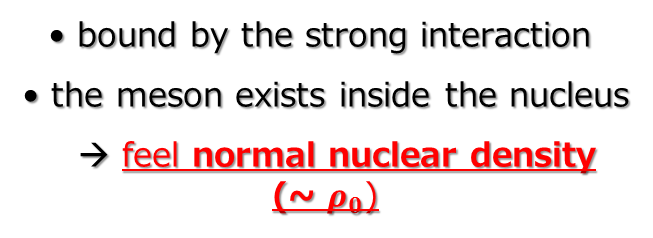 • bound by the strong interaction
• the meson exists inside the nucleus
→ feel normal nuclear density
(~ ρ₀)